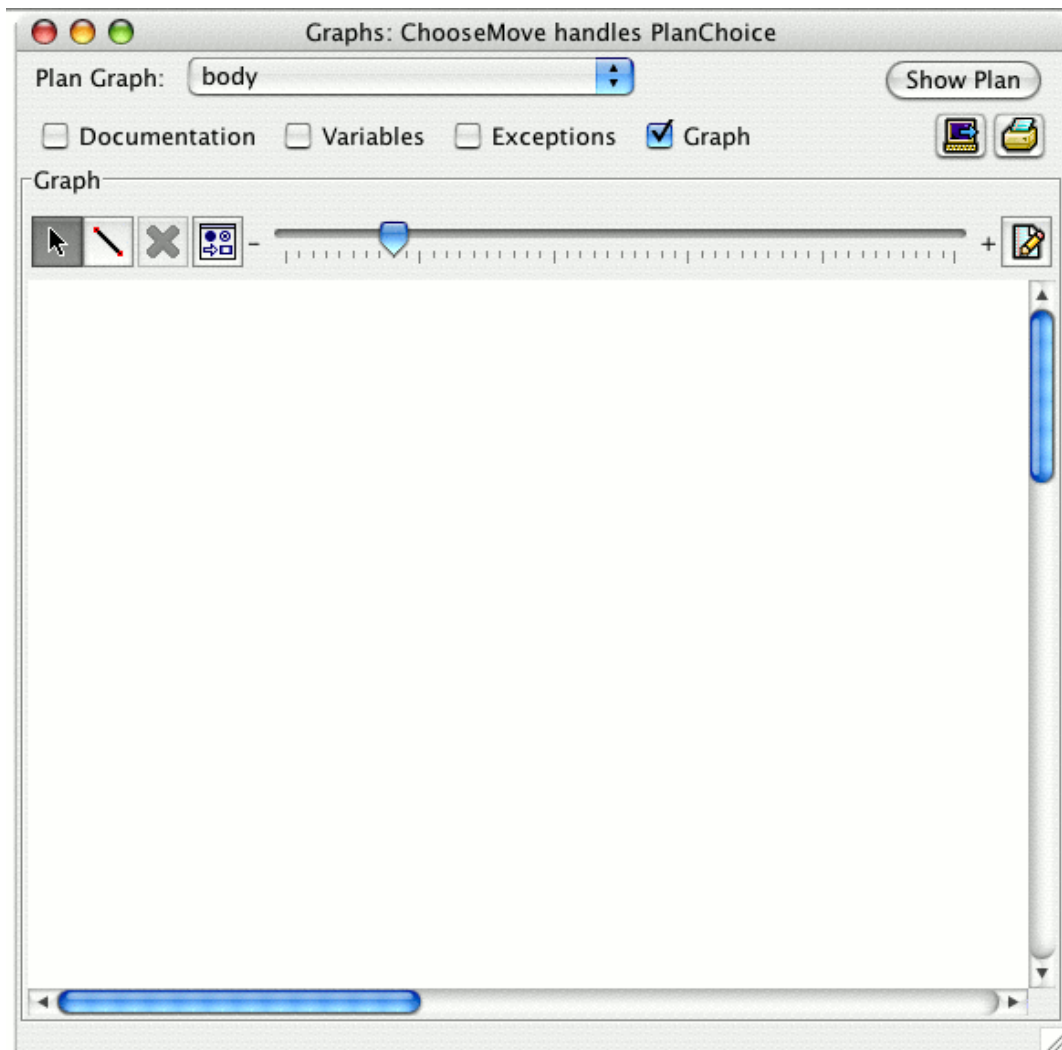 Graphs: ChooseMove handles PlanChoice
Plan Graph: body Show Plan
Documentation Variables Exceptions Graph
Graph
- +